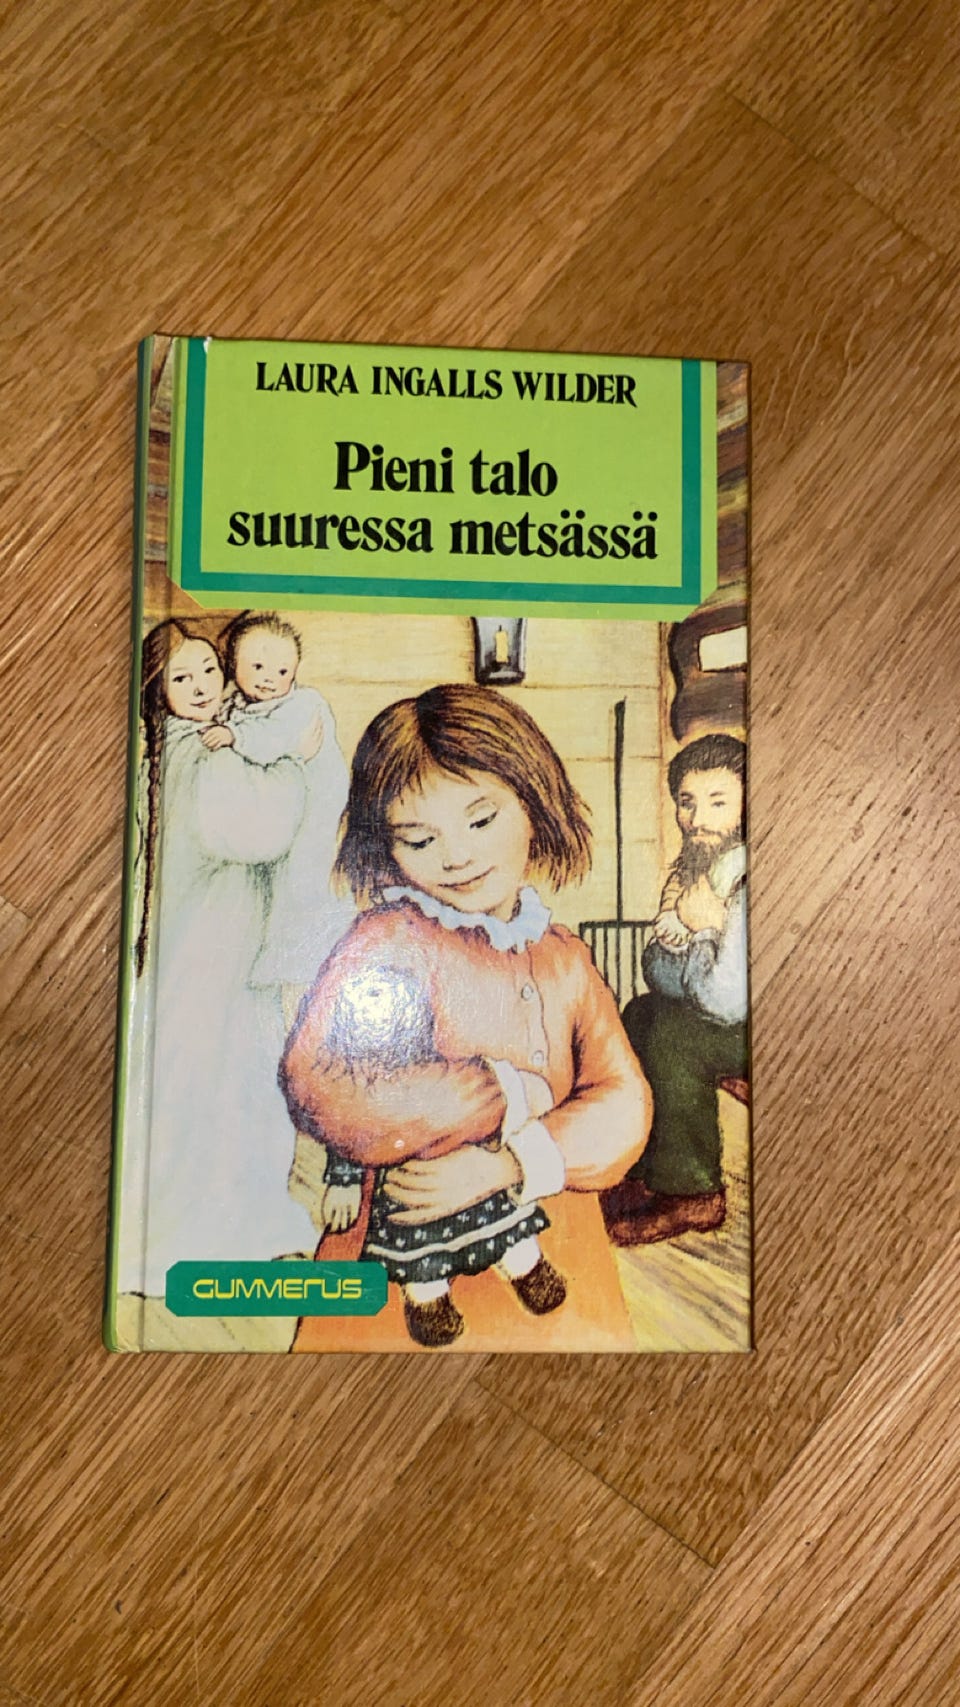 LAURA INGALLS WILDER
Pieni talo
suuressa metsässä
GUMMERUS